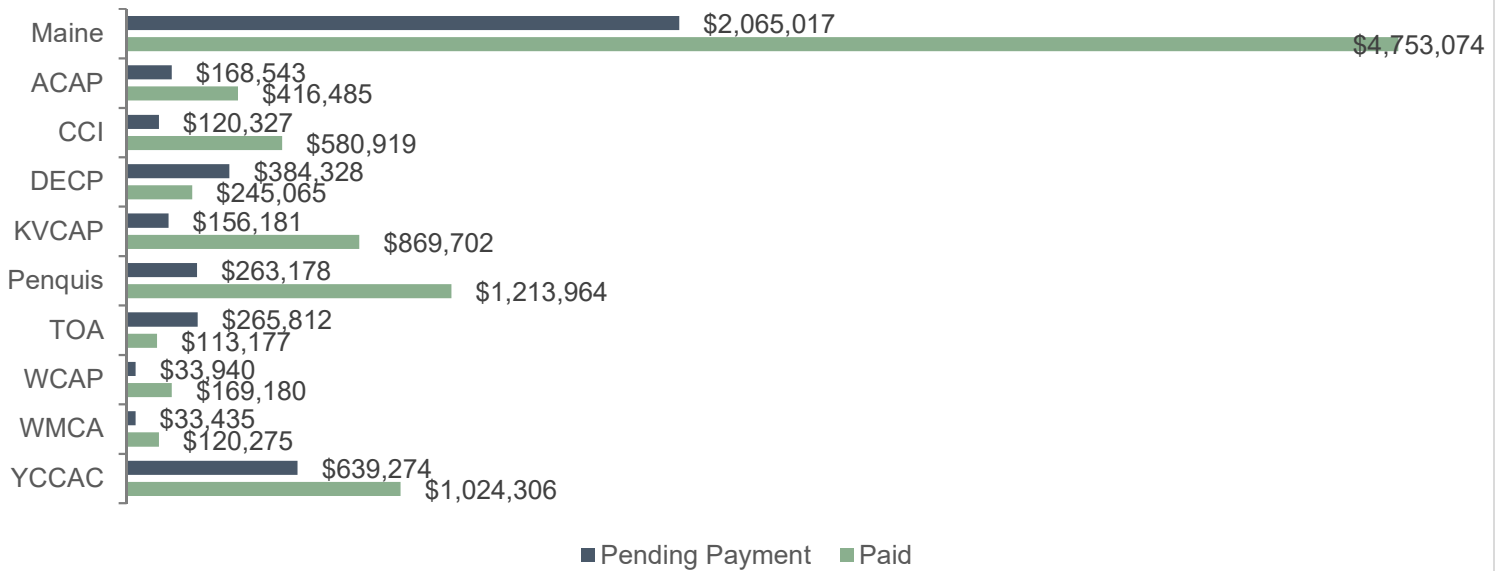 Maine
$2,065,017
$4,753,074
ACAP
$168,543
$416,485
CCI
$120,327
$580,919
DECP
$384,328
$245,065
KVCAP
$156,181
$869,702
Penquis
$263,178
$1,213,964
TOA
$265,812
$113,177
WCAP
$33,940
$169,180
WMCA
$33,435
$120,275
YCCAC
$639,274
$1,024,306
Pending Payment Paid